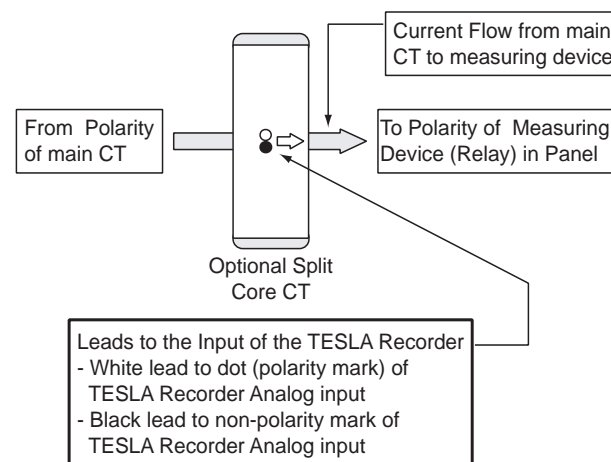 Current Flow from main
CT to measuring device
From Polarity
of main CT
To Polarity of Measuring
Device (Relay) in Panel
Optional Split
Core CT
Leads to the Input of the TESLA Recorder
- White lead to dot (polarity mark) of
TESLA Recorder Analog input
- Black lead to non-polarity mark of
TESLA Recorder Analog input